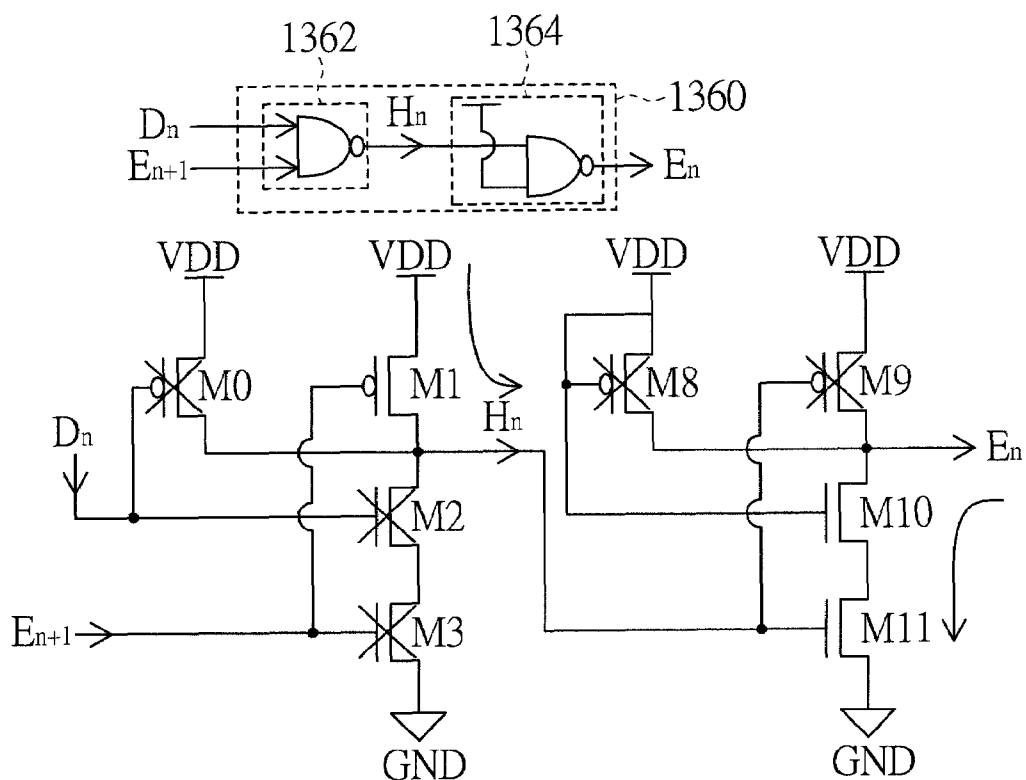 1362
1364
1360
Dn
Hn
En+1
En
VDD
VDD
VDD
VDD
M0
M1
M8
M9
Dn
Hn
En
M2
M10
En+1
M3
M11
GND
GND